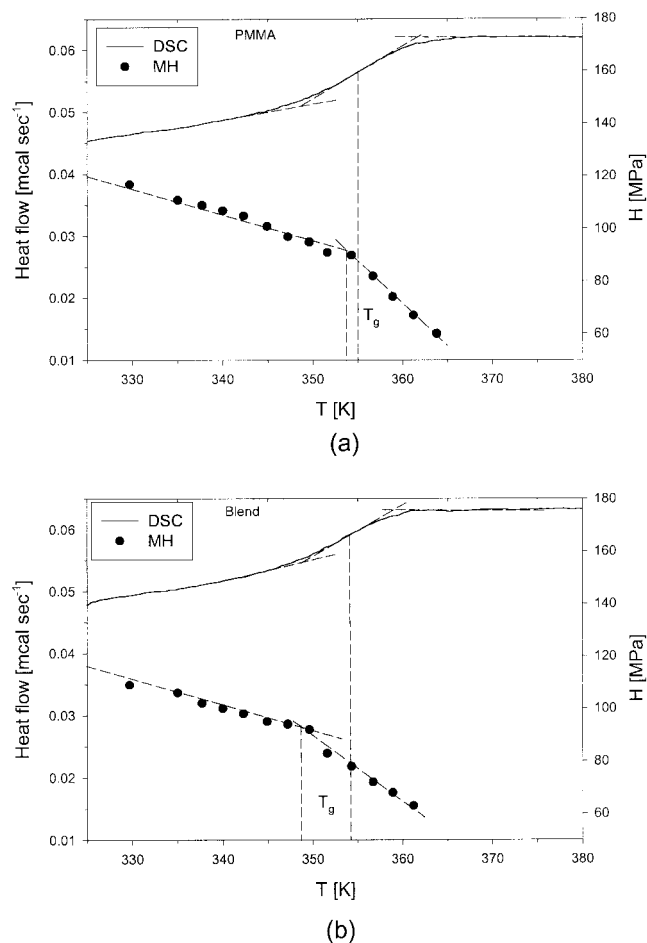 PMMA
DSC
MH
0.06
0.05
0.04
0.03
0.02
0.01
Heat flow [mcal sec⁻¹]
180
160
140
120
100
80
60
H [MPa]
Tg
330 340 350 360 370 380
T [K]
(a)
Blend
DSC
MH
0.06
0.05
0.04
0.03
0.02
0.01
Heat flow [mcal sec⁻¹]
180
160
140
120
100
80
60
H [MPa]
Tg
330 340 350 360 370 380
T [K]
(b)